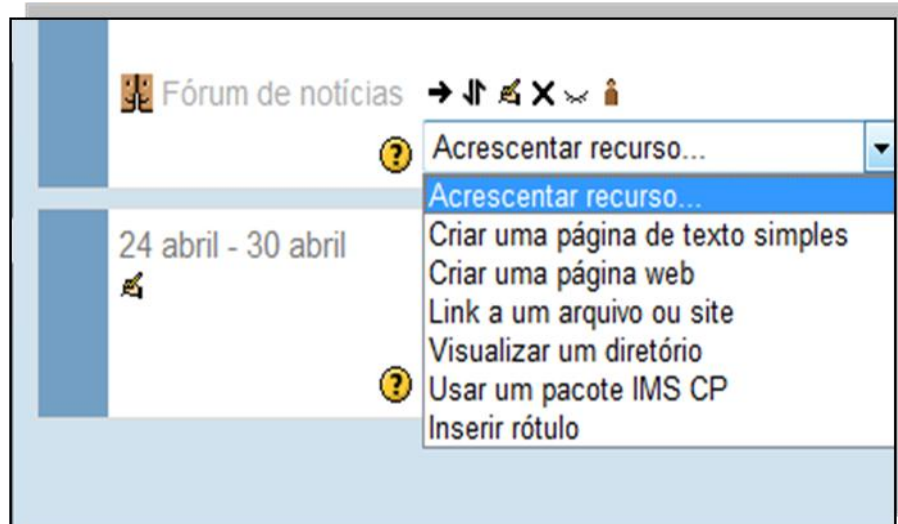 Fórum de notícias
Acrescentar recurso...
Acrescentar recurso...
24 abril - 30 abril
Criar uma página de texto simples
Criar uma página web
Link a um arquivo ou site
Visualizar um diretório
Usar um pacote IMS CP
Inserir rótulo